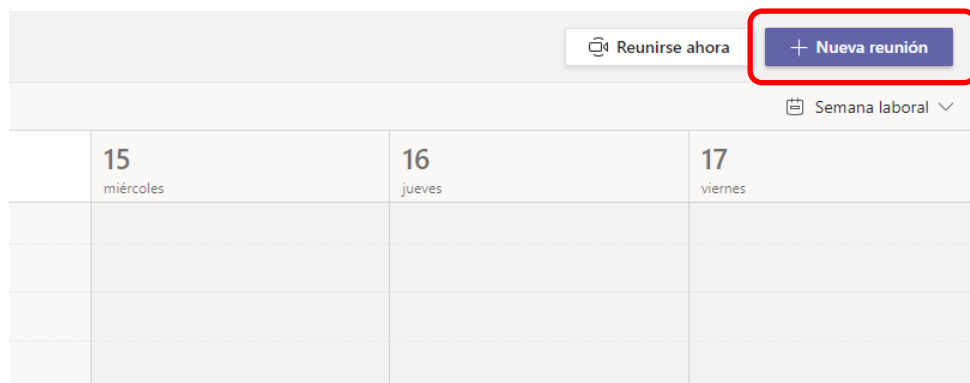 Reunirse ahora
+ Nueva reunión
Semana laboral
15
miércoles
16
jueves
17
viernes